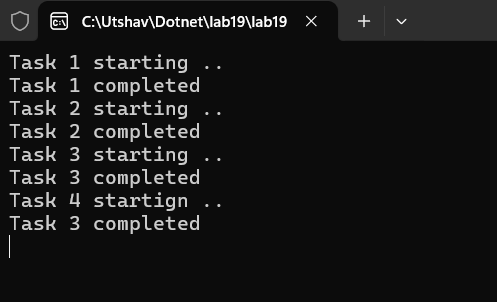 C:\Utshav\Dotnet\lab19\lab19
Task 1 starting ..
Task 1 completed
Task 2 starting ..
Task 2 completed
Task 3 starting ..
Task 3 completed
Task 4 startign ..
Task 3 completed